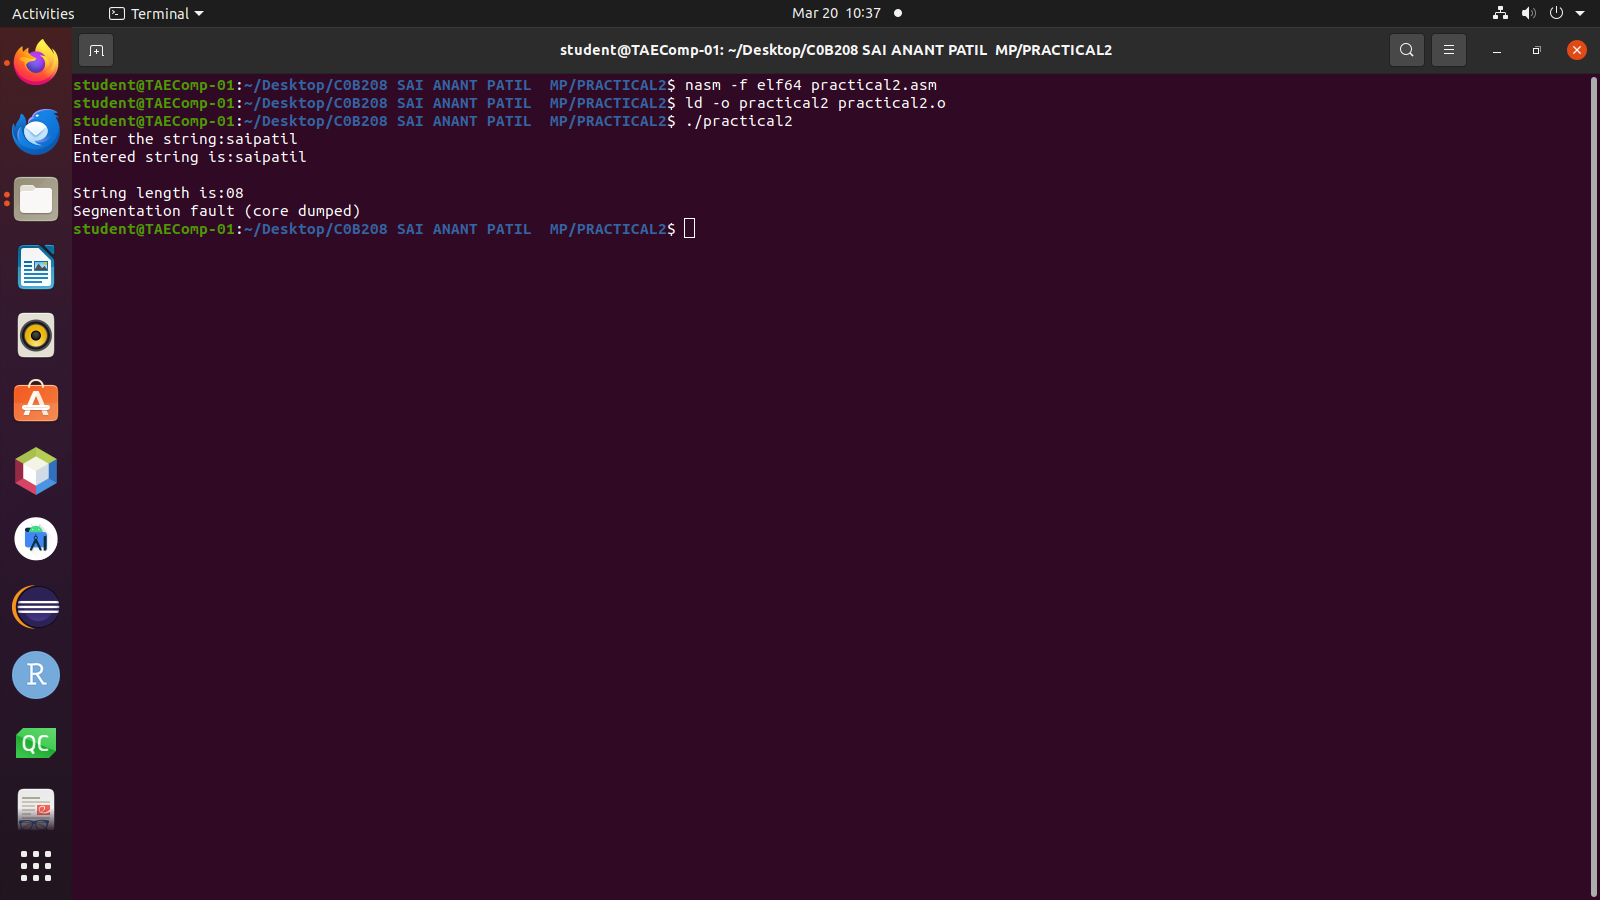 Activities Terminal Mar 20 10:37
student@TAEComp-01: ~/Desktop/C0B208 SAI ANANT PATIL  MP/PRACTICAL2
student@TAEComp-01:~/Desktop/C0B208 SAI ANANT PATIL  MP/PRACTICAL2$ nasm -f elf64 practical2.asm
student@TAEComp-01:~/Desktop/C0B208 SAI ANANT PATIL  MP/PRACTICAL2$ ld -o practical2 practical2.o
student@TAEComp-01:~/Desktop/C0B208 SAI ANANT PATIL  MP/PRACTICAL2$ ./practical2
Enter the string:saipatil
Entered string is:saipatil
String length is:08
Segmentation fault (core dumped)
student@TAEComp-01:~/Desktop/C0B208 SAI ANANT PATIL  MP/PRACTICAL2$
A
AI
R
QC